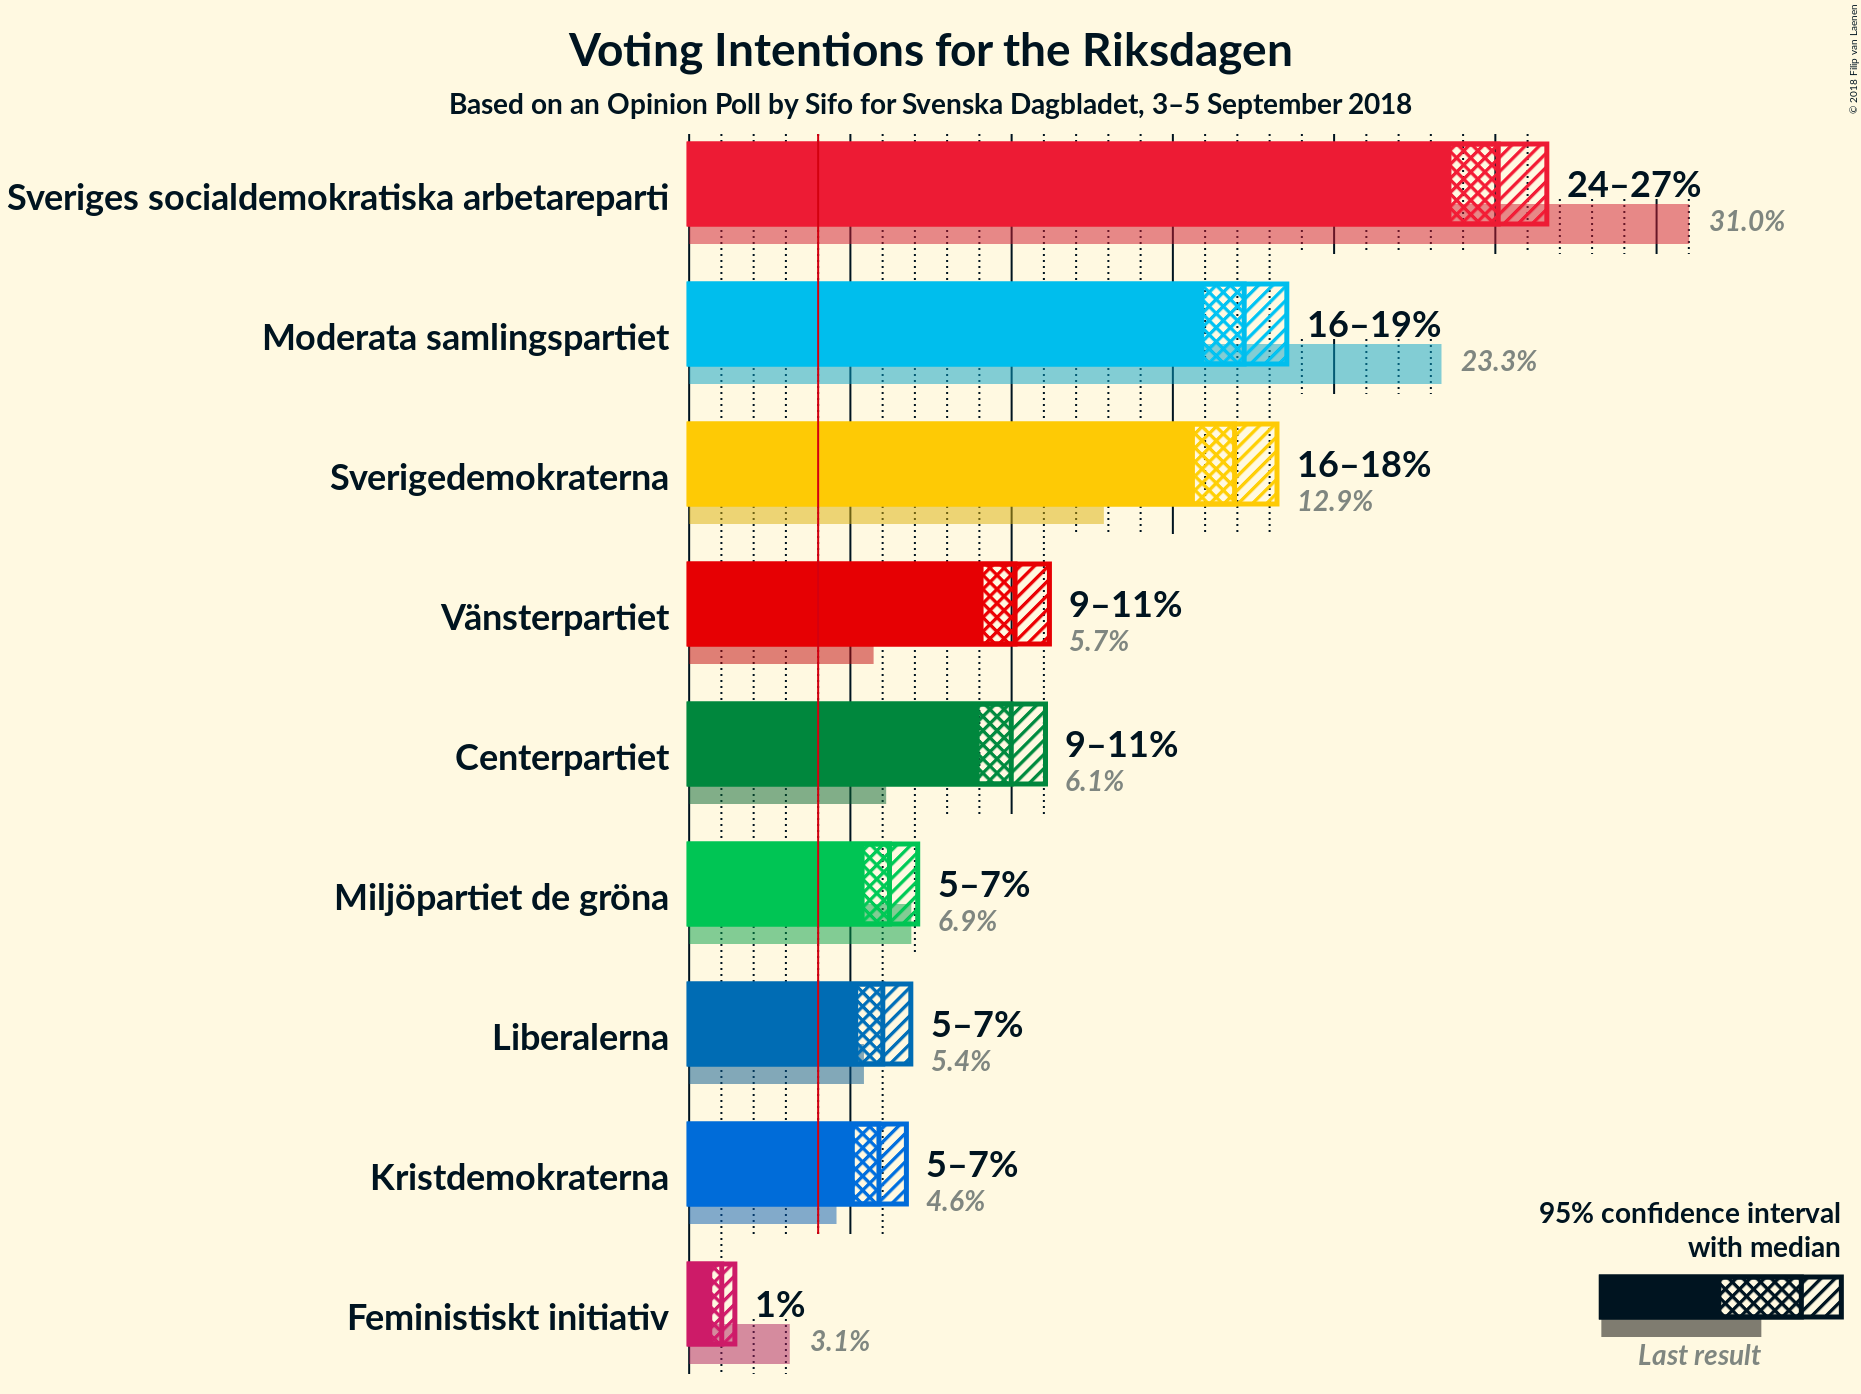 Voting Intentions for the Riksdagen
Based on an Opinion Poll by Sifo for Svenska Dagbladet, 3–5 September 2018
© 2018 Filip van Laenen
Sveriges socialdemokratiska arbetareparti
24–27%
31.0%
Moderata samlingspartiet
16–19%
23.3%
Sverigedemokraterna
16–18%
12.9%
Vänsterpartiet
9–11%
5.7%
Centerpartiet
9–11%
6.1%
Miljöpartiet de gröna
5–7%
6.9%
Liberalerna
5–7%
5.4%
Kristdemokraterna
5–7%
4.6%
Feministiskt initiativ
1%
3.1%
95% confidence interval
with median
Last result